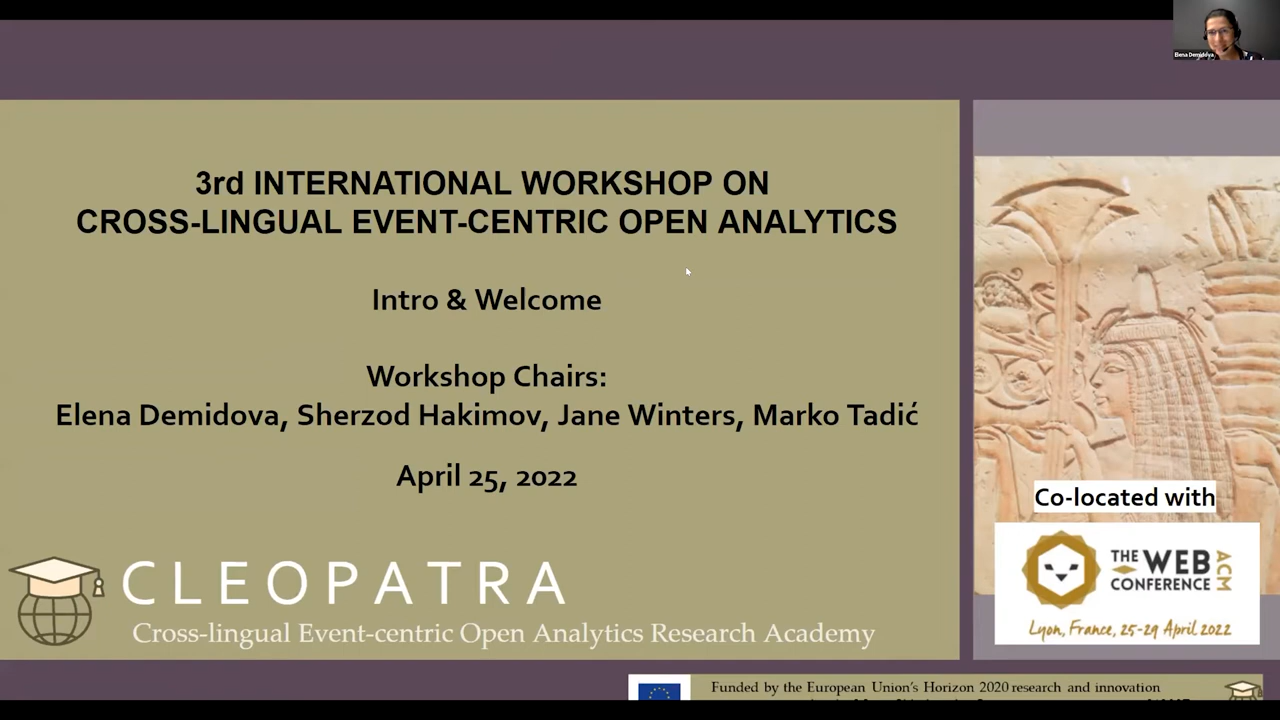 Elena Demidova
3rd INTERNATIONAL WORKSHOP ON
CROSS-LINGUAL EVENT-CENTRIC OPEN ANALYTICS
Intro & Welcome
Workshop Chairs:
Elena Demidova, Sherzod Hakimov, Jane Winters, Marko Tadić
April 25, 2022
CLEOPATRA
Cross-lingual Event-centric Open Analytics Research Academy
Co-located with
THE WEB
CONFERENCE
ACM
Lyon, France, 25-29 April 2022
Funded by the European Union's Horizon 2020 research and innovation